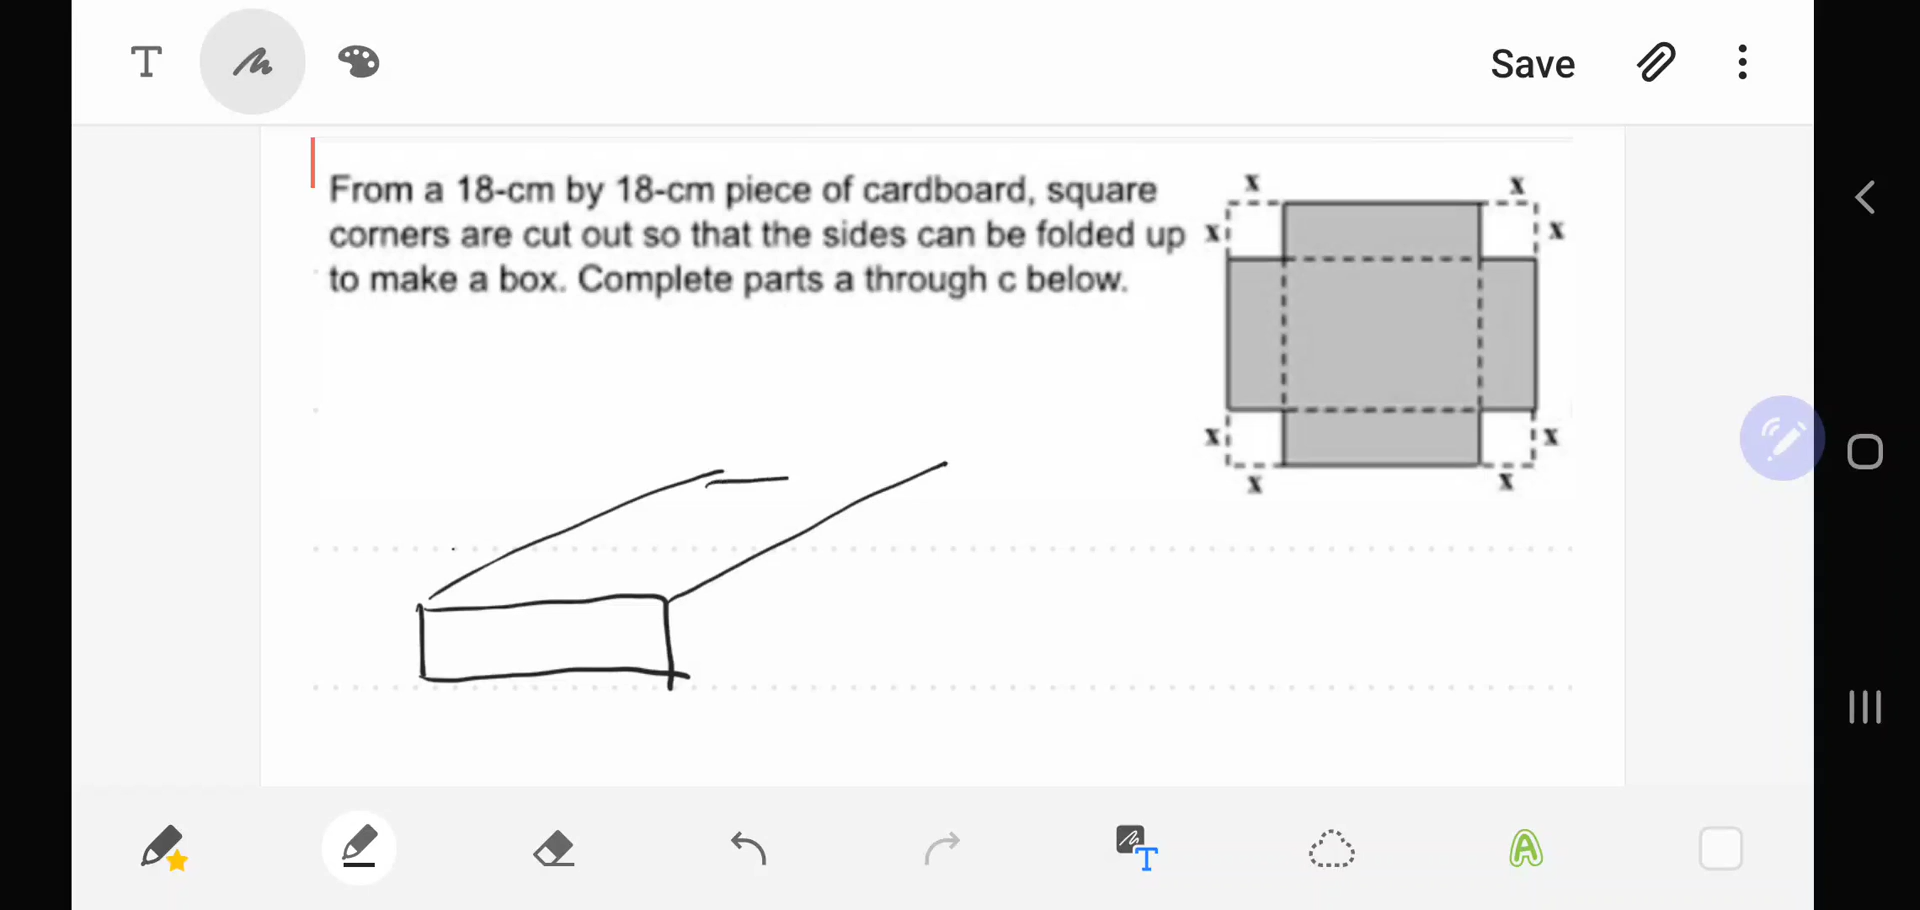 T
Save
From a 18-cm by 18-cm piece of cardboard, square
corners are cut out so that the sides can be folded up
to make a box. Complete parts a through c below.
x x
x x
x x
x x
T
A